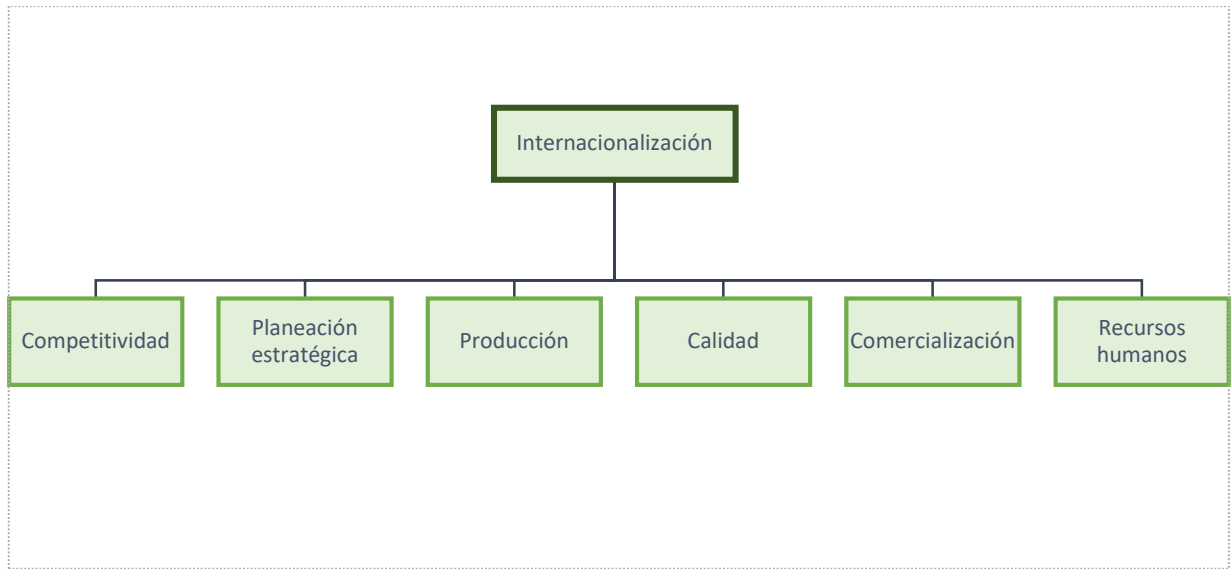 Internacionalización
Competitividad
Planeación
estratégica
Producción
Calidad
Comercialización
Recursos
humanos